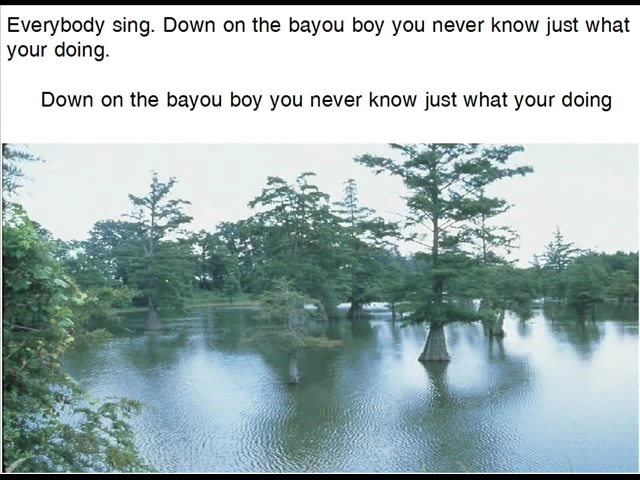 Everybody sing. Down on the bayou boy you never know just what
your doing.
Down on the bayou boy you never know just what your doing